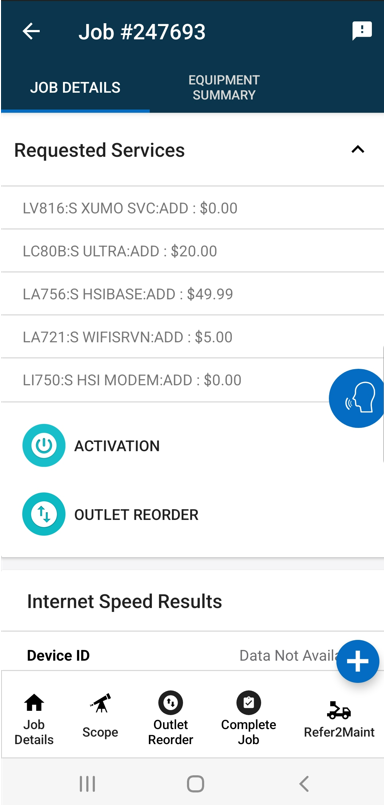 Job #247693
JOB DETAILS
EQUIPMENT
SUMMARY
Requested Services
LV816:S XUMO SVC:ADD : $0.00
LC80B:S ULTRA:ADD : $20.00
LA756:S HSIBASE:ADD : $49.99
LA721:S WIFISRVN:ADD : $5.00
LI750:S HSI MODEM:ADD : $0.00
ACTIVATION
OUTLET REORDER
Internet Speed Results
Device ID
Data Not
Job
Details
Scope
Outlet
Reorder
Complete
Job
Refer2Maint